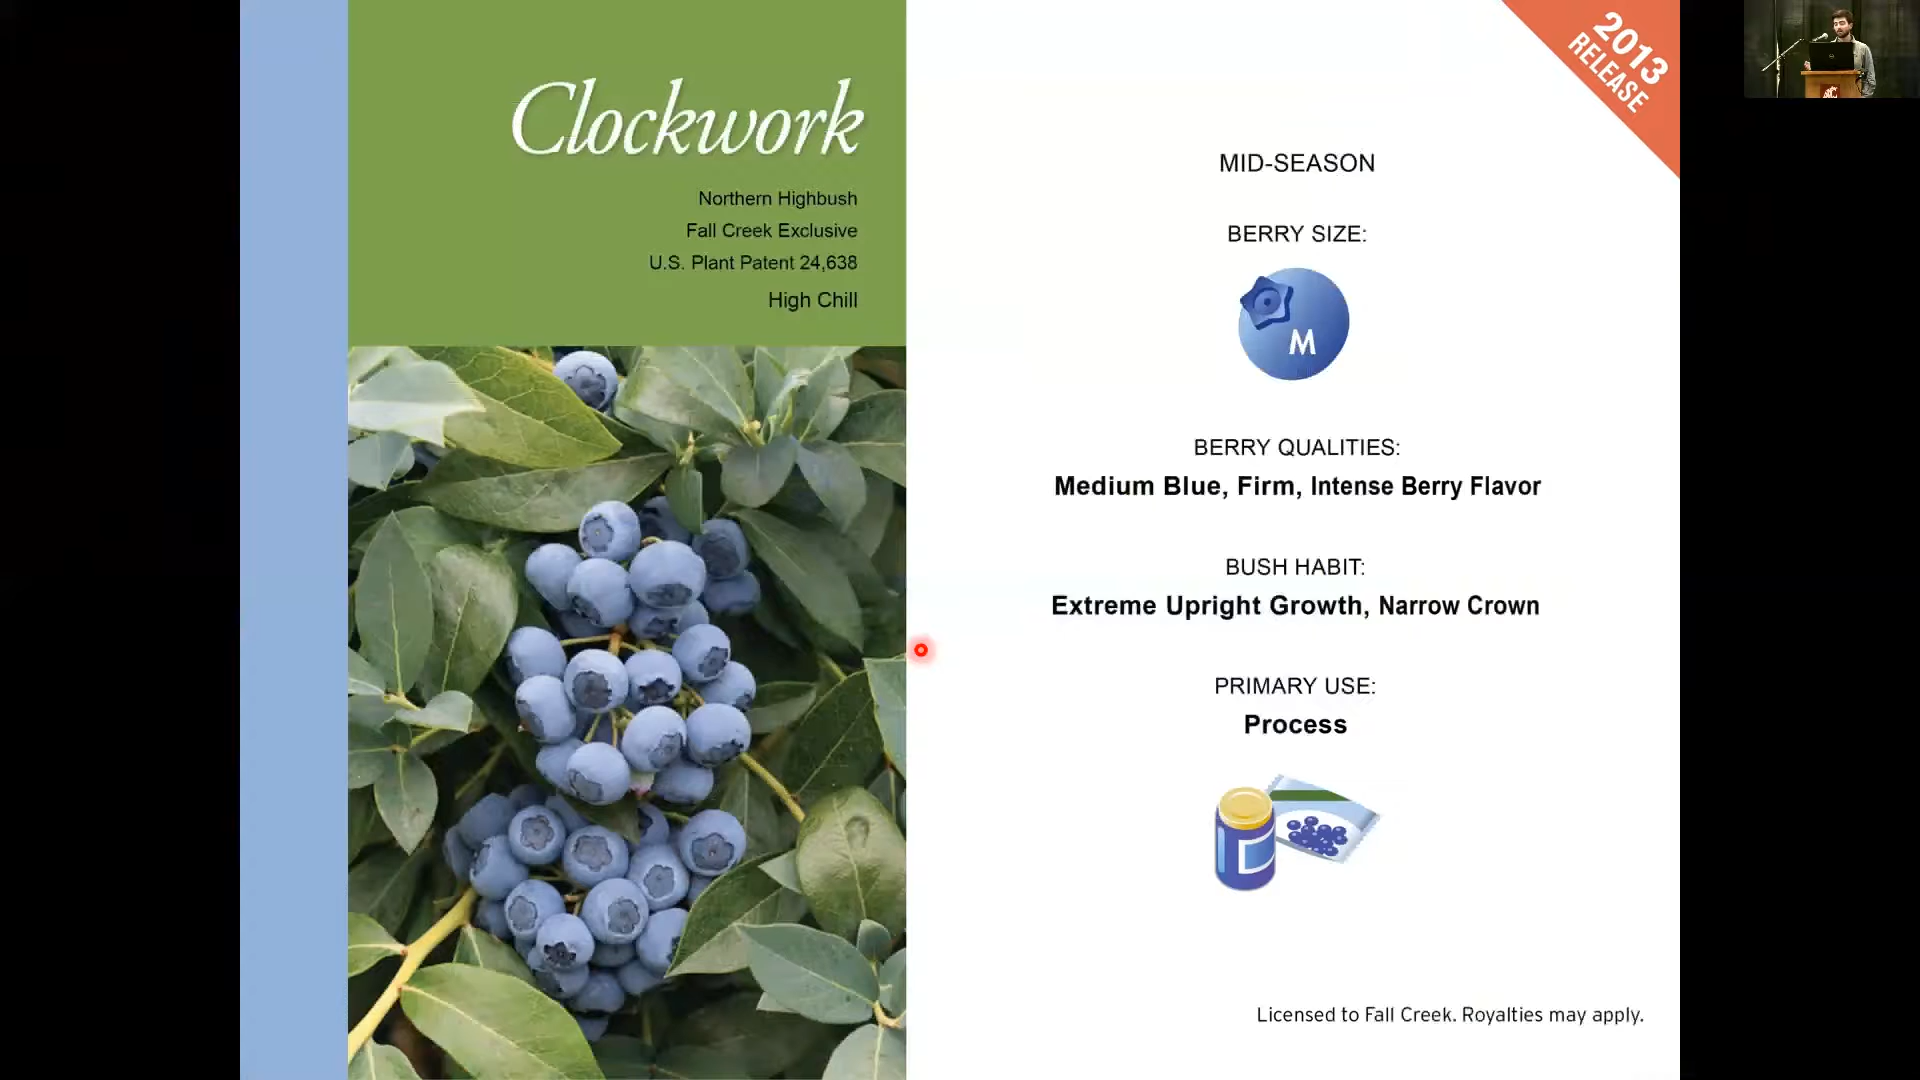 Clockwork
Northern Highbush
Fall Creek Exclusive
U.S. Plant Patent 24,638
High Chill
2013
RELEASE
MID-SEASON
BERRY SIZE:
M
BERRY QUALITIES:
Medium Blue, Firm, Intense Berry Flavor
BUSH HABIT:
Extreme Upright Growth, Narrow Crown
PRIMARY USE:
Process
Licensed to Fall Creek. Royalties may apply.